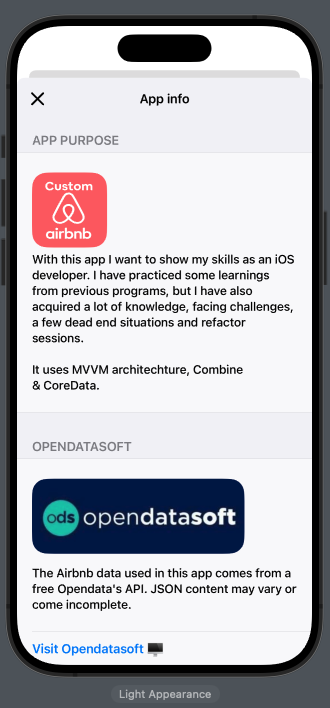 App info
APP PURPOSE
Custom
airbnb
With this app I want to show my skills as an iOS
developer. I have practiced some learnings
from previous programs, but I have also
acquired a lot of knowledge, facing challenges,
a few dead end situations and refactor
sessions.
It uses MVVM architechture, Combine
& CoreData.
OPENDATASOFT
ods opendatasoft
The Airbnb data used in this app comes from a
free Opendata's API. JSON content may vary or
come incomplete.
Visit Opendatasoft
Light Appearance